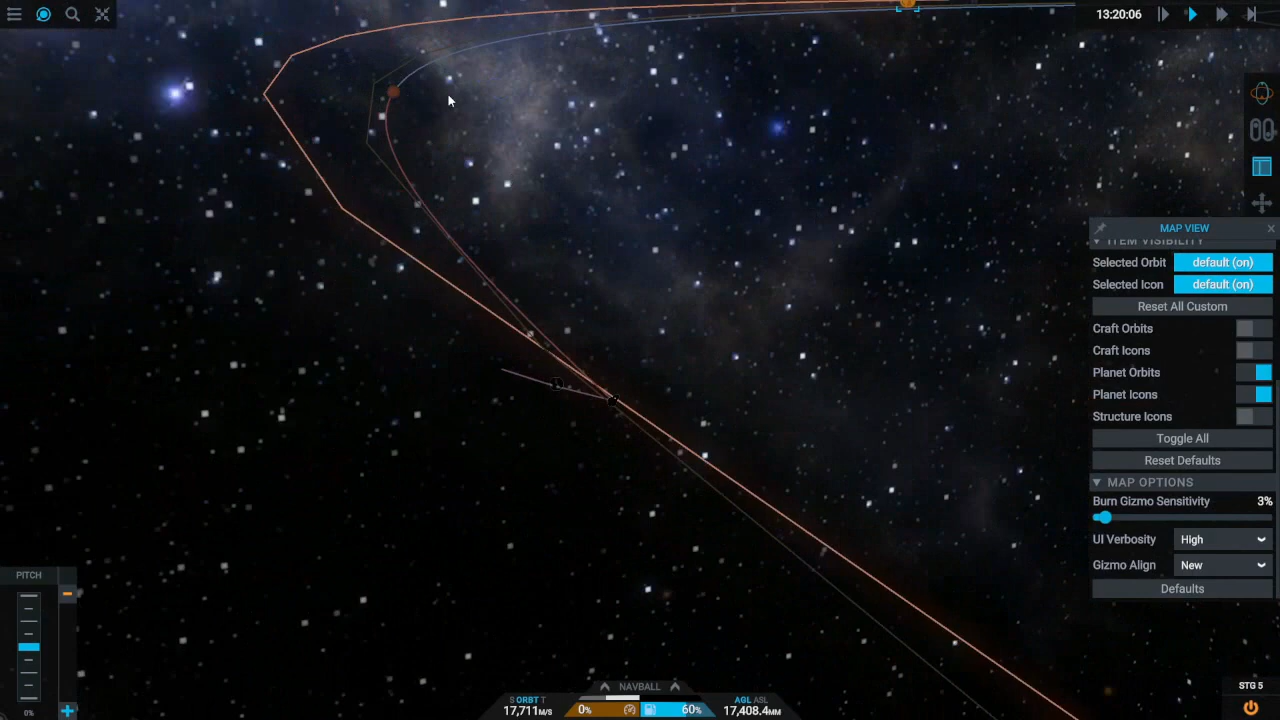 13:20:06
MAP VIEW X
ITEM VISIBILITY
Selected Orbit default (on)
Selected Icon default (on)
Reset All Custom
Craft Orbits
Craft Icons
Planet Orbits
Planet Icons
Structure Icons
Toggle All
Reset Defaults
MAP OPTIONS
Burn Gizmo Sensitivity 3%
UI Verbosity High
Gizmo Align New
Defaults
PITCH
0%
NAVBALL
S ORBT T
17,711M/S
0%
60%
AGL ASL
17,408.4MM
STG 5